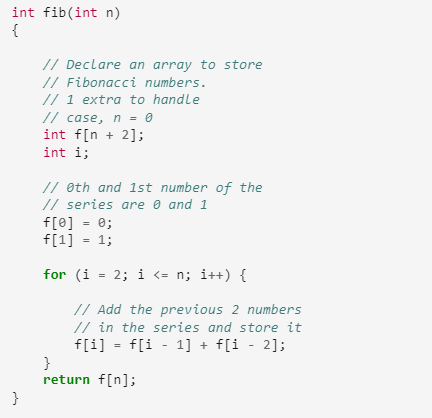 int fib(int n)
{
// Declare an array to store
// Fibonacci numbers.
// 1 extra to handle
// case, n = 0
int f[n + 2];
int i;
// 0th and 1st number of the
// series are 0 and 1
f[0] = 0;
f[1] = 1;
for (i = 2; i <= n; i++) {
// Add the previous 2 numbers
// in the series and store it
f[i] = f[i - 1] + f[i - 2];
}
return f[n];
}